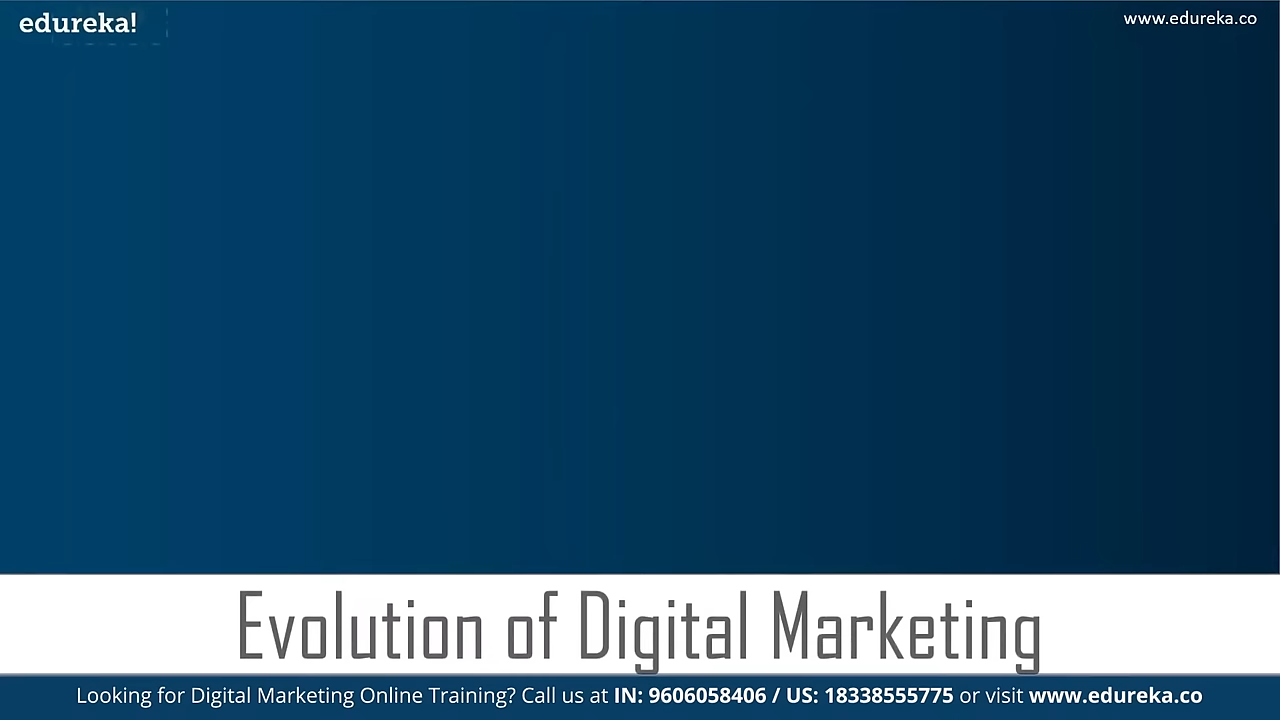 edureka!
www.edureka.co
Evolution of Digital Marketing
Looking for Digital Marketing Online Training? Call us at IN: 9606058406 / US: 18338555775 or visit www.edureka.co